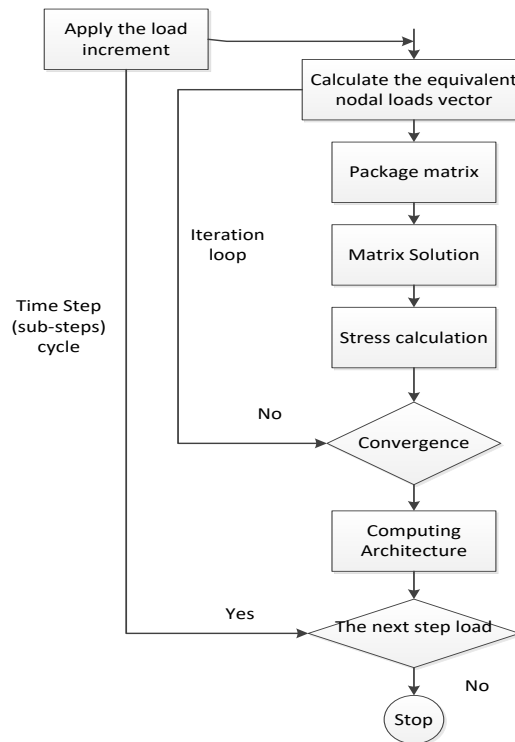 Apply the load
increment
Calculate the equivalent
nodal loads vector
Package matrix
Iteration
loop
Matrix Solution
Time Step
(sub-steps)
cycle
Stress calculation
No
Convergence
Computing
Architecture
Yes
The next step load
No
Stop